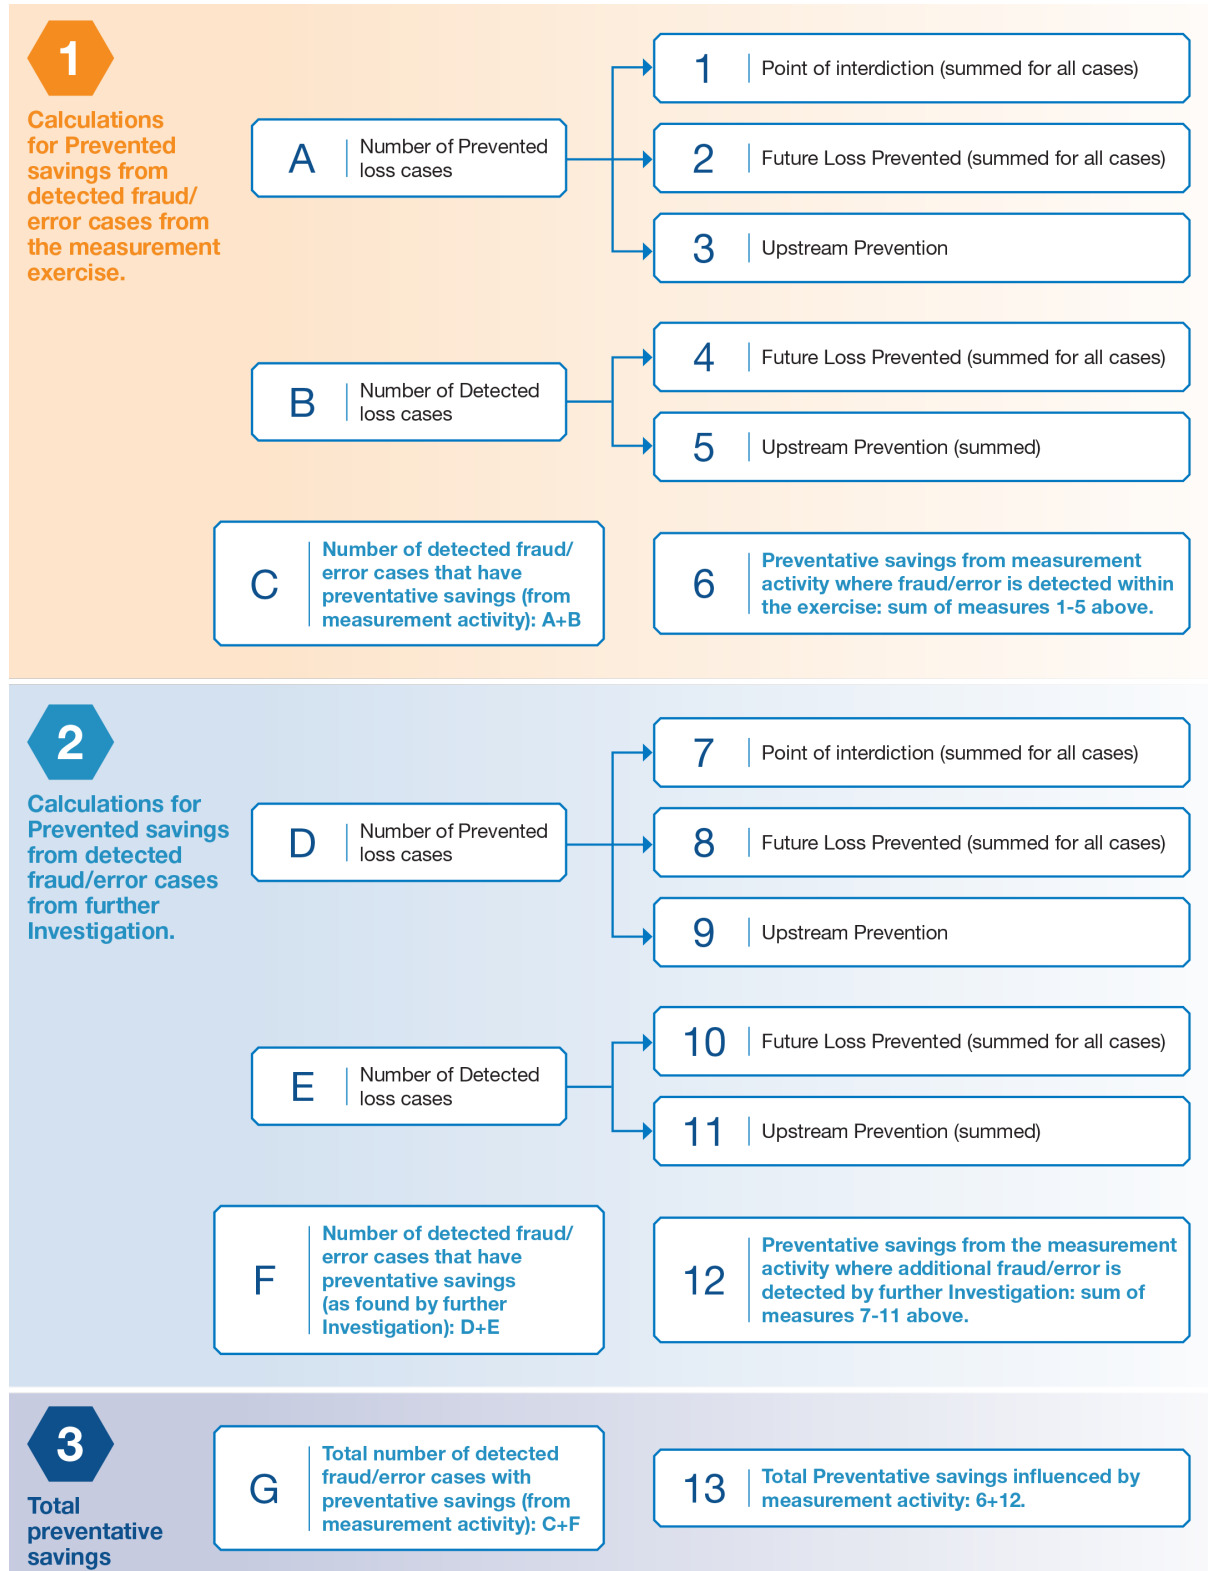 1
Calculations
for Prevented
savings from
detected fraud/
error cases from
the measurement
exercise.
A
Number of Prevented
loss cases
1
Point of interdiction (summed for all cases)
2
Future Loss Prevented (summed for all cases)
3
Upstream Prevention
B
Number of Detected
loss cases
4
Future Loss Prevented (summed for all cases)
5
Upstream Prevention (summed)
C
Number of detected fraud/
error cases that have
preventative savings (from
measurement activity): A+B
6
Preventative savings from measurement
activity where fraud/error is detected within
the exercise: sum of measures 1-5 above.
2
Calculations for
Prevented savings
from detected
fraud/error cases
from further
Investigation.
D
Number of Prevented
loss cases
7
Point of interdiction (summed for all cases)
8
Future Loss Prevented (summed for all cases)
9
Upstream Prevention
E
Number of Detected
loss cases
10
Future Loss Prevented (summed for all cases)
11
Upstream Prevention (summed)
F
Number of detected fraud/
error cases that have
preventative savings
(as found by further
Investigation): D+E
12
Preventative savings from the measurement
activity where additional fraud/error is
detected by further Investigation: sum of
measures 7-11 above.
3
Total
preventative
savings
G
Total number of detected
fraud/error cases with
preventative savings (from
measurement activity): C+F
13
Total Preventative savings influenced by
measurement activity: 6+12.